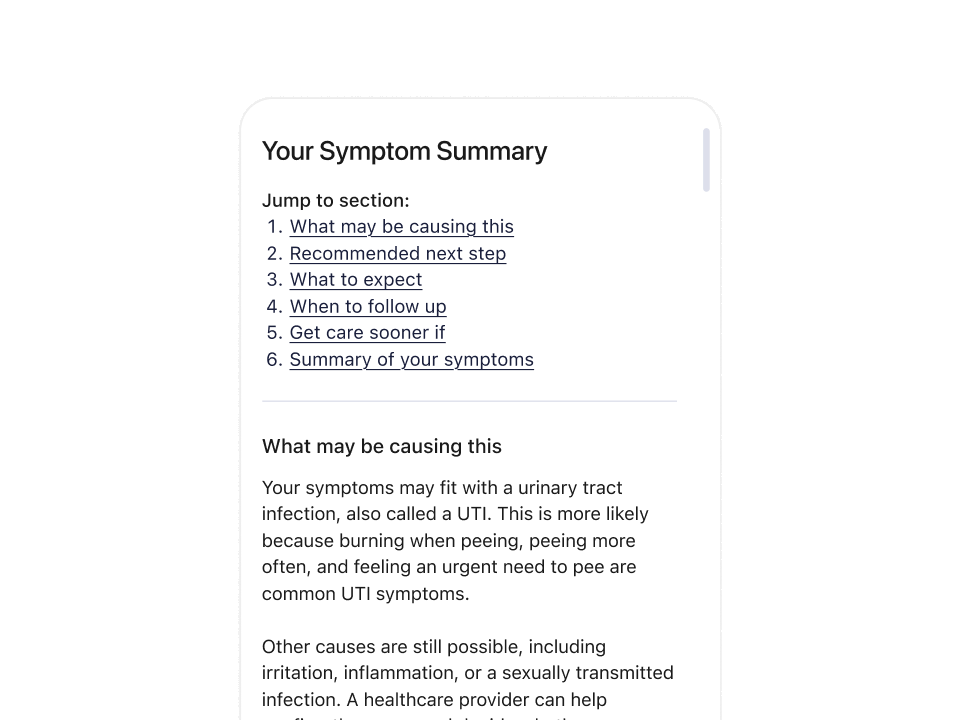 Your Symptom Summary
Jump to section:
1. What may be causing this
2. Recommended next step
3. What to expect
4. When to follow up
5. Get care sooner if
6. Summary of your symptoms
What may be causing this
Your symptoms may fit with a urinary tract
infection, also called a UTI. This is more likely
because burning when peeing, peeing more
often, and feeling an urgent need to pee are
common UTI symptoms.
Other causes are still possible, including
irritation, inflammation, or a sexually transmitted
infection. A healthcare provider can help